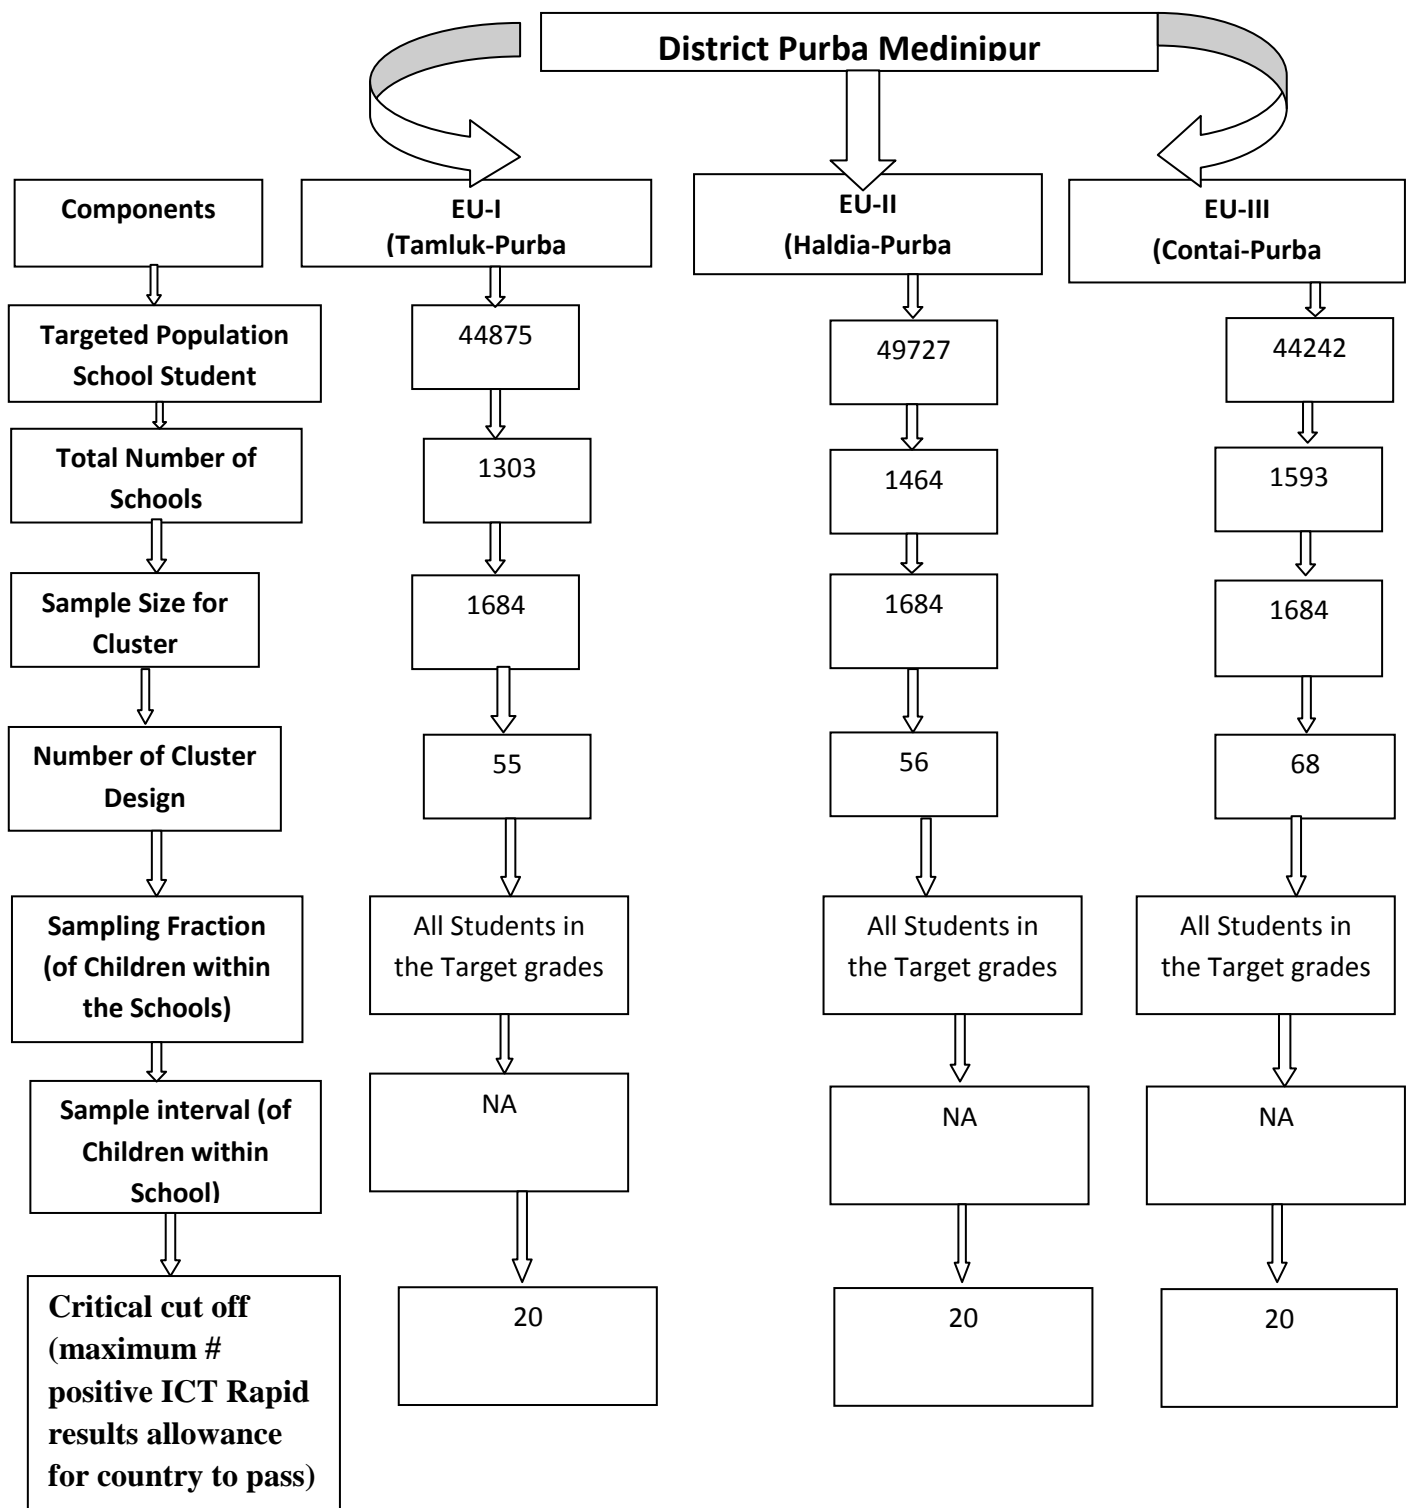 District Purba Medinipur
Components
EU-I
(Tamluk-Purba
EU-II
(Haldia-Purba
EU-III
(Contai-Purba
Targeted Population
School Student
44875
49727
44242
Total Number of
Schools
1303
1464
1593
Sample Size for
Cluster
1684
1684
1684
Number of Cluster
Design
55
56
68
Sampling Fraction
(of Children within
the Schools)
All Students in
the Target grades
All Students in
the Target grades
All Students in
the Target grades
Sample interval (of
Children within
School)
NA
NA
NA
Critical cut off
(maximum #
positive ICT Rapid
results allowance
for country to pass)
20
20
20